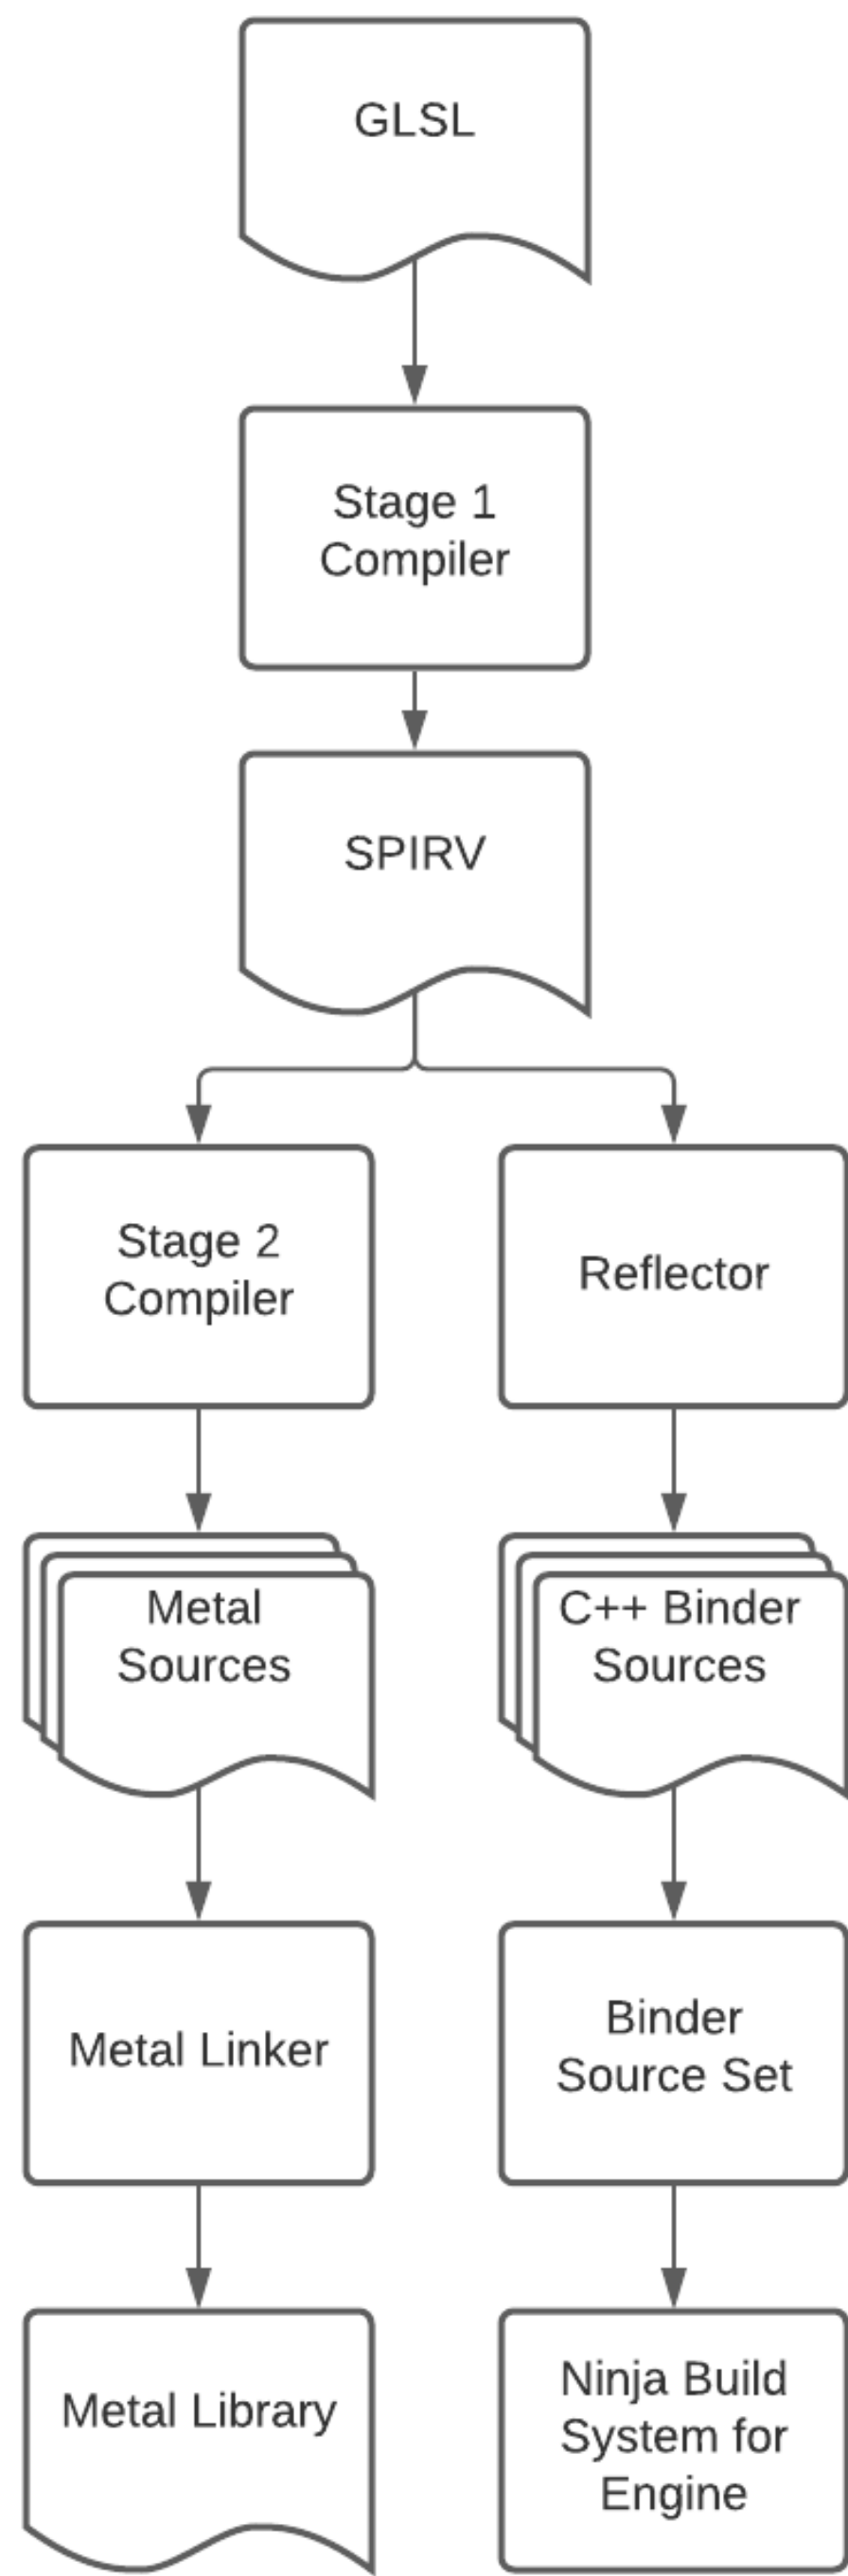 GLSL
Stage 1
Compiler
SPIRV
Stage 2
Compiler
Reflector
Metal
Sources
C++ Binder
Sources
Metal Linker
Binder
Source Set
Metal Library
Ninja Build
System for
Engine